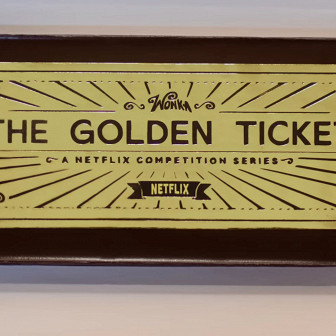 Wonka
THE GOLDEN TICKET
A NETFLIX COMPETITION SERIES
NETFLIX